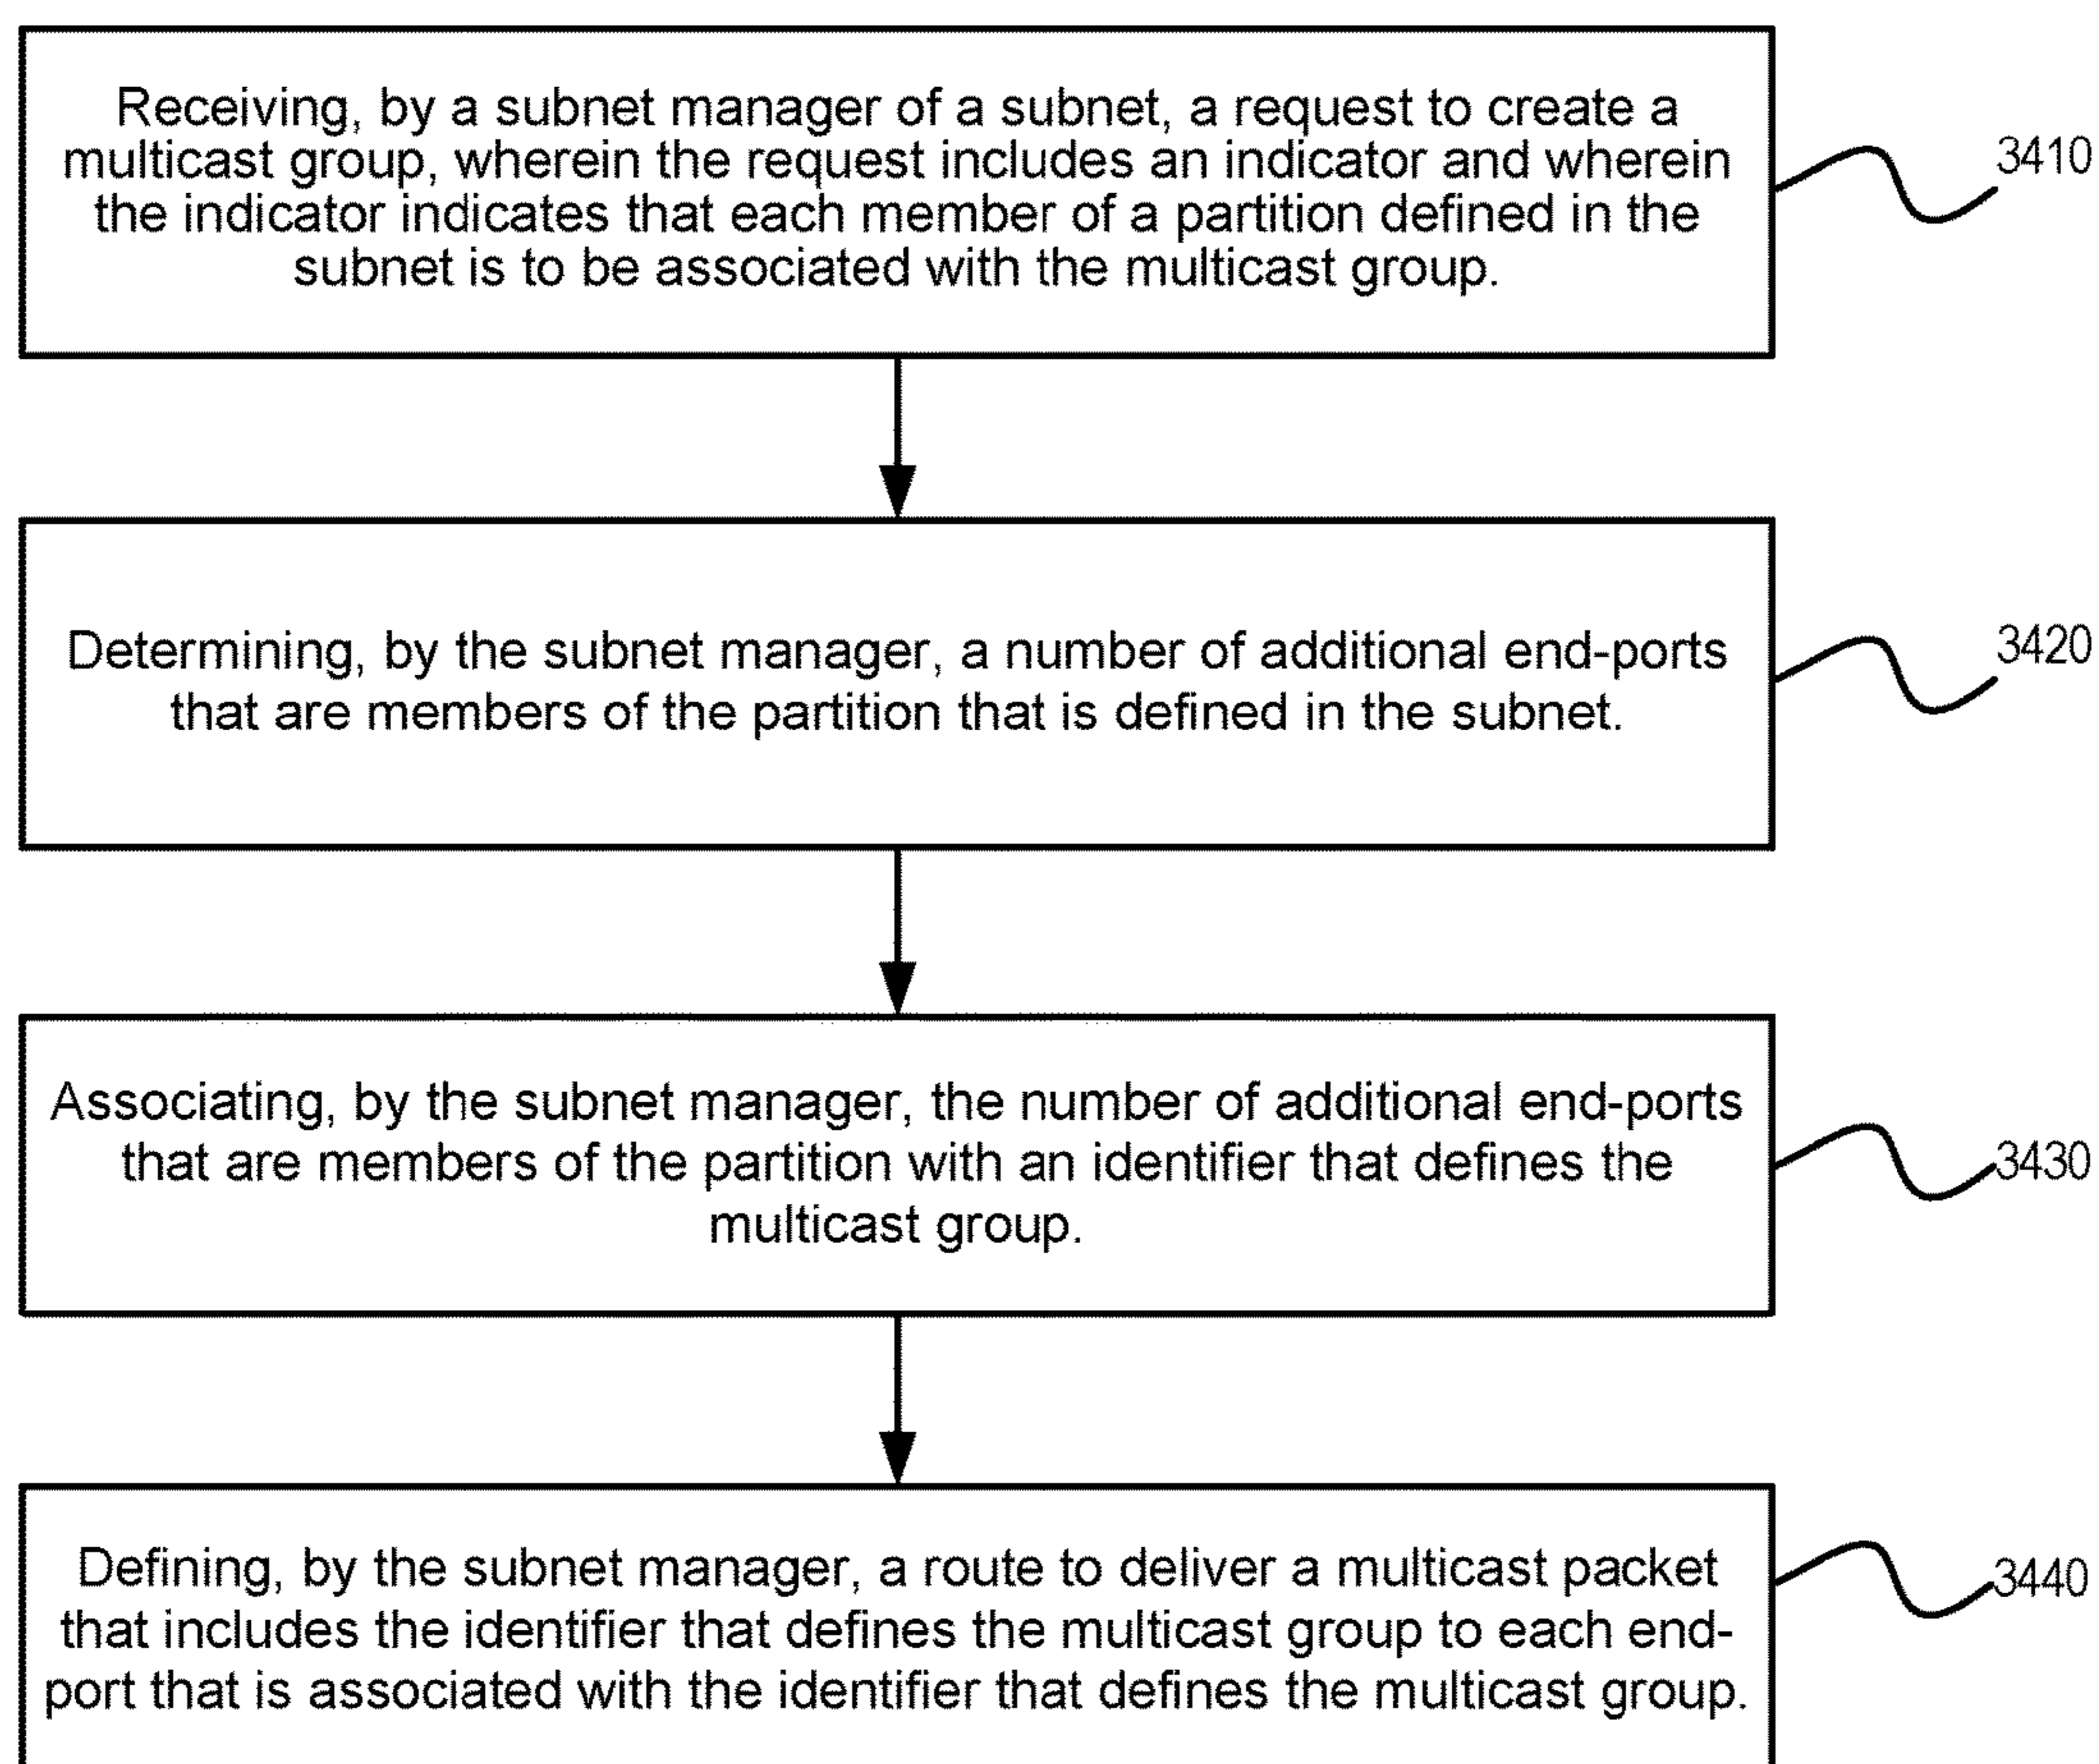 Receiving, by a subnet manager of a subnet, a request to create a
multicast group, wherein the request includes an indicator and wherein
the indicator indicates that each member of a partition defined in the
subnet is to be associated with the multicast group.
3410
Determining, by the subnet manager, a number of additional end-ports
that are members of the partition that is defined in the subnet.
3420
Associating, by the subnet manager, the number of additional end-ports
that are members of the partition with an identifier that defines the
multicast group.
3430
Defining, by the subnet manager, a route to deliver a multicast packet
that includes the identifier that defines the multicast group to each end-
port that is associated with the identifier that defines the multicast group.
3440